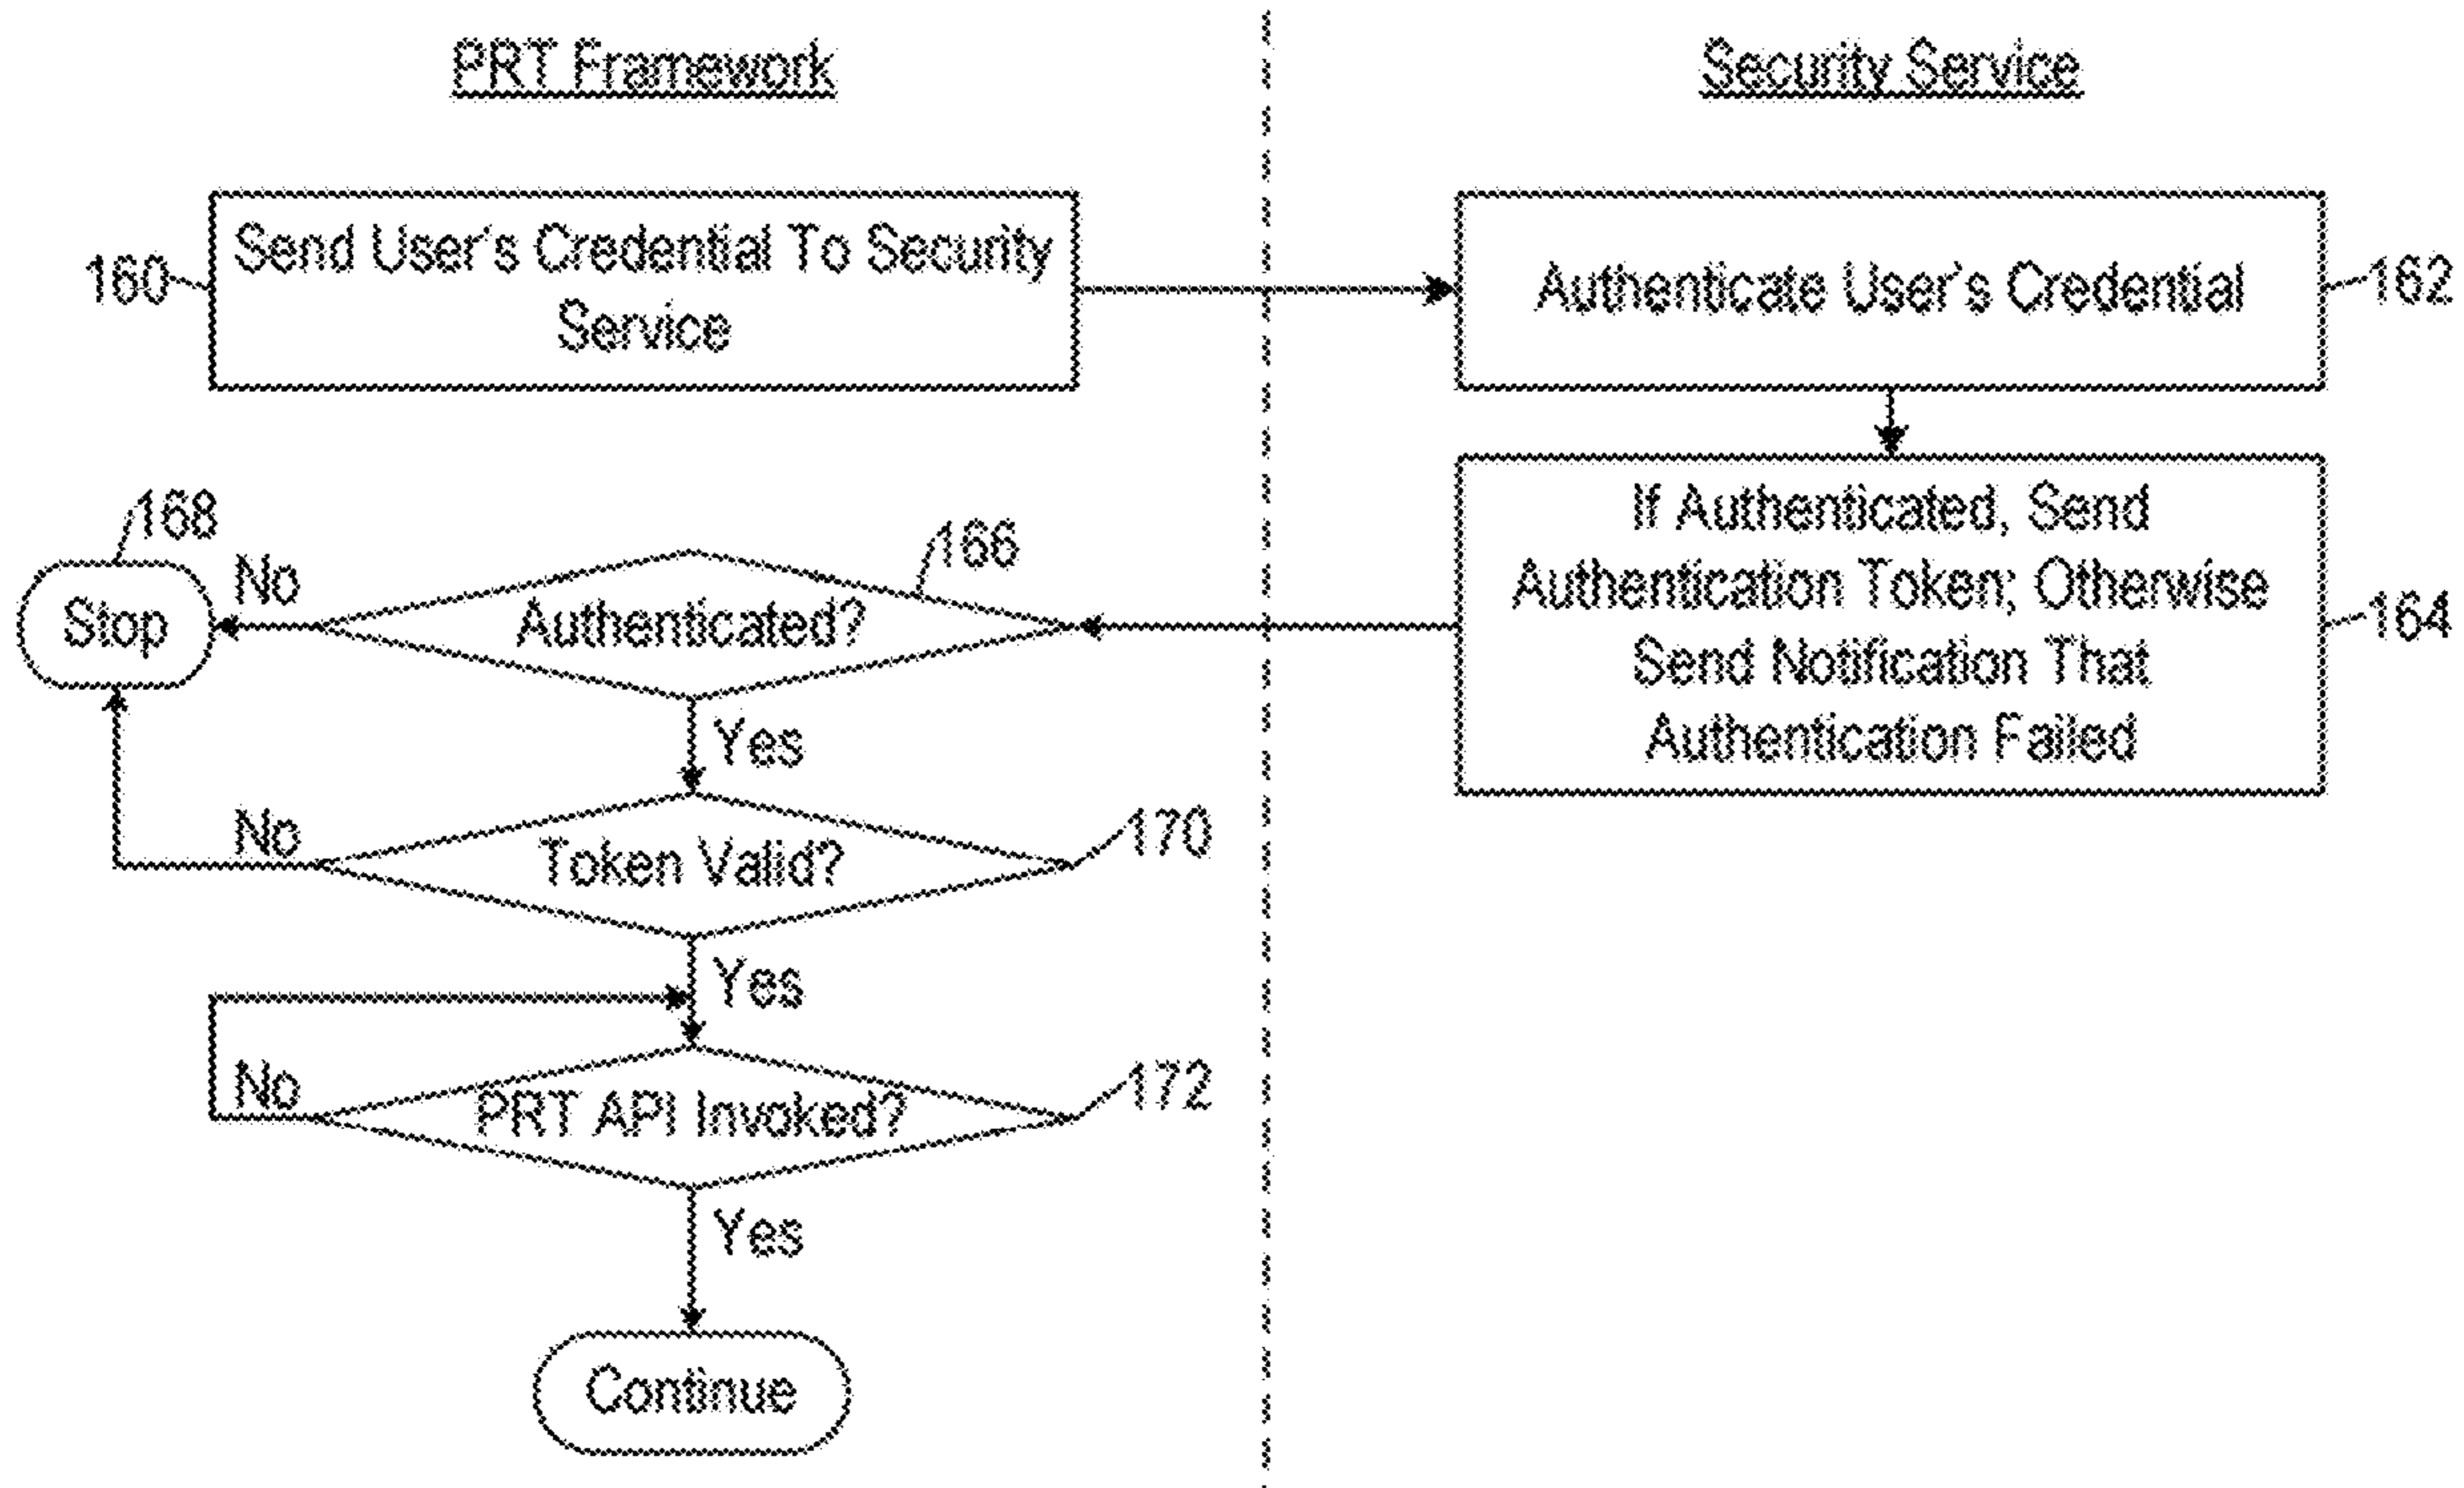 PRT Framework
Security Service
160
Send User's Credential To Security
Service
Authenticate User's Credential
162
168
Stop
No
166
Authenticated?
If Authenticated, Send
Authentication Token; Otherwise
Send Notification That
Authentication Failed
164
Yes
No
Token Valid?
170
Yes
No
PRT API Invoked?
172
Yes
Continue